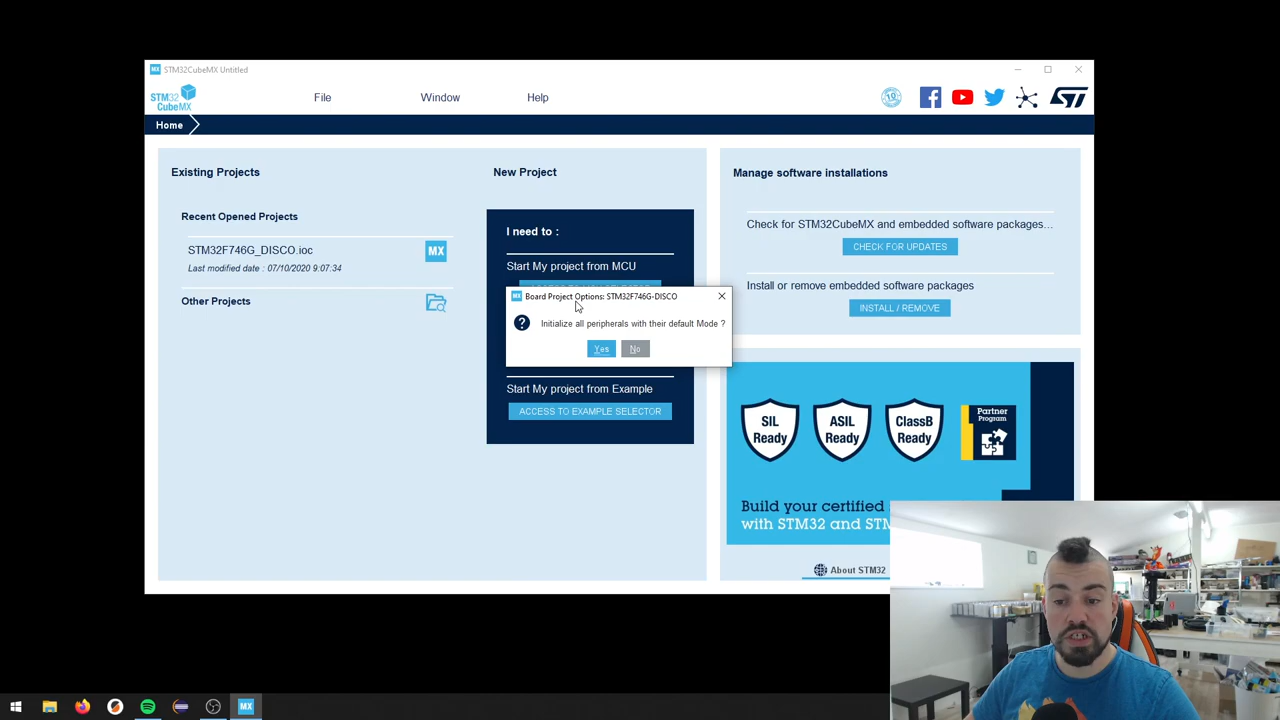 MX STM32CubeMX Untitled
STM32
CubeMX
File
Window
Help
10
Home
Existing Projects
Recent Opened Projects
STM32F746G_DISCO.ioc
MX
Last modified date : 07/10/2020 9:07:34
Other Projects
New Project
I need to :
Start My project from MCU
MX Board Project Options: STM32F746G-DISCO
? Initialize all peripherals with their default Mode ?
Yes
No
Start My project from Example
ACCESS TO EXAMPLE SELECTOR
Manage software installations
Check for STM32CubeMX and embedded software packages...
CHECK FOR UPDATES
Install or remove embedded software packages
INSTALL / REMOVE
SIL
Ready
ASIL
Ready
ClassB
Ready
Partner
Program
Build your certified
with STM32 and STM
About STM32
MX